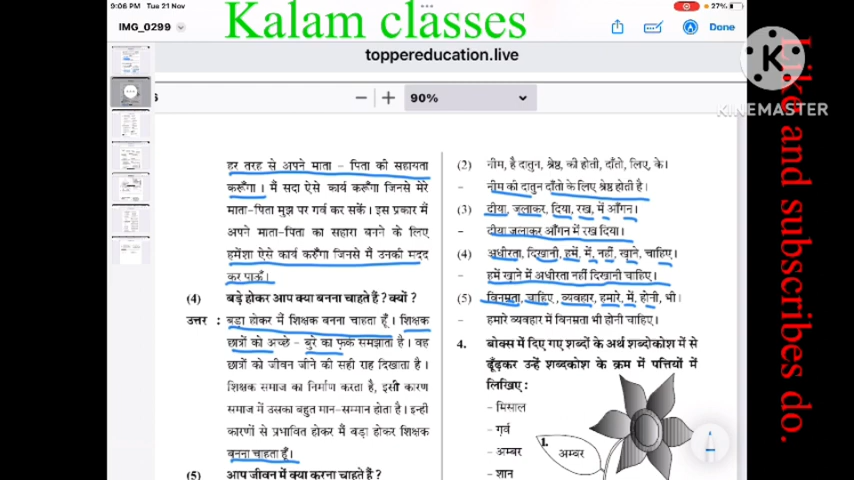 9:06 PM Tue 21 Nov
27%
Kalam classes
IMG_0299
Done
toppereducation.live
90%
KINEMASTER
Like and subscribes do.
हर तरह से अपने माता - पिता की सहायता
करूँगा । मैं सदा ऐसे कार्य करूँगा जिनसे मेरे
माता-पिता मुझ पर गर्व कर सकें । इस प्रकार मैं
अपने माता-पिता का सहारा बनने के लिए
हमेंशा ऐसे कार्य करुँगा जिनसे मैं उनकी मदद
कर पाऊँ।
(4) बड़े होकर आप क्या बनना चाहते हैं ? क्यों ?
उत्तर : बड़ा होकर मैं शिक्षक बनना चाहता हूँ । शिक्षक
छात्रों को अच्छे - बुरे का फ़र्क समझाता है । वह
छात्रों को जीवन जीने की सही राह दिखाता है ।
शिक्षक समाज का निर्माण करता है, इसी कारण
समाज में उसका बहुत मान-सम्मान होता है । इन्ही
कारणों से प्रभावित होकर मैं बड़ा होकर शिक्षक
बनना चाहता हूँ ।
(5) आप जीवन में क्या करना चाहते हैं ?
(2) नीम, है दातुन, श्रेष्ठ, की होती, दाँतो, लिए, के ।
- नीम की दातुन दाँतो के लिए श्रेष्ठ होती है ।
(3) दीया, जलाकर, दिया, रख, में आँगन ।
- दीया जलाकर आँगन में रख दिया ।
(4) अधीरता, दिखानी, हमें, में, नहीं, खाने, चाहिए ।
- हमें खाने में अधीरता नहीं दिखानी चाहिए ।
(5) विनम्रता, चाहिए , व्यवहार, हमारे, में, होनी, भी ।
- हमारे व्यवहार में विनम्रता भी होनी चाहिए ।
4. बोक्स में दिए गए शब्दों के अर्थ शब्दोकोश में से
ढूँढ़कर उन्हें शब्दकोश के क्रम में पत्तियों में
लिखिए :
- मिसाल
- गर्व
- अम्बर
- शान
1.
अम्बर